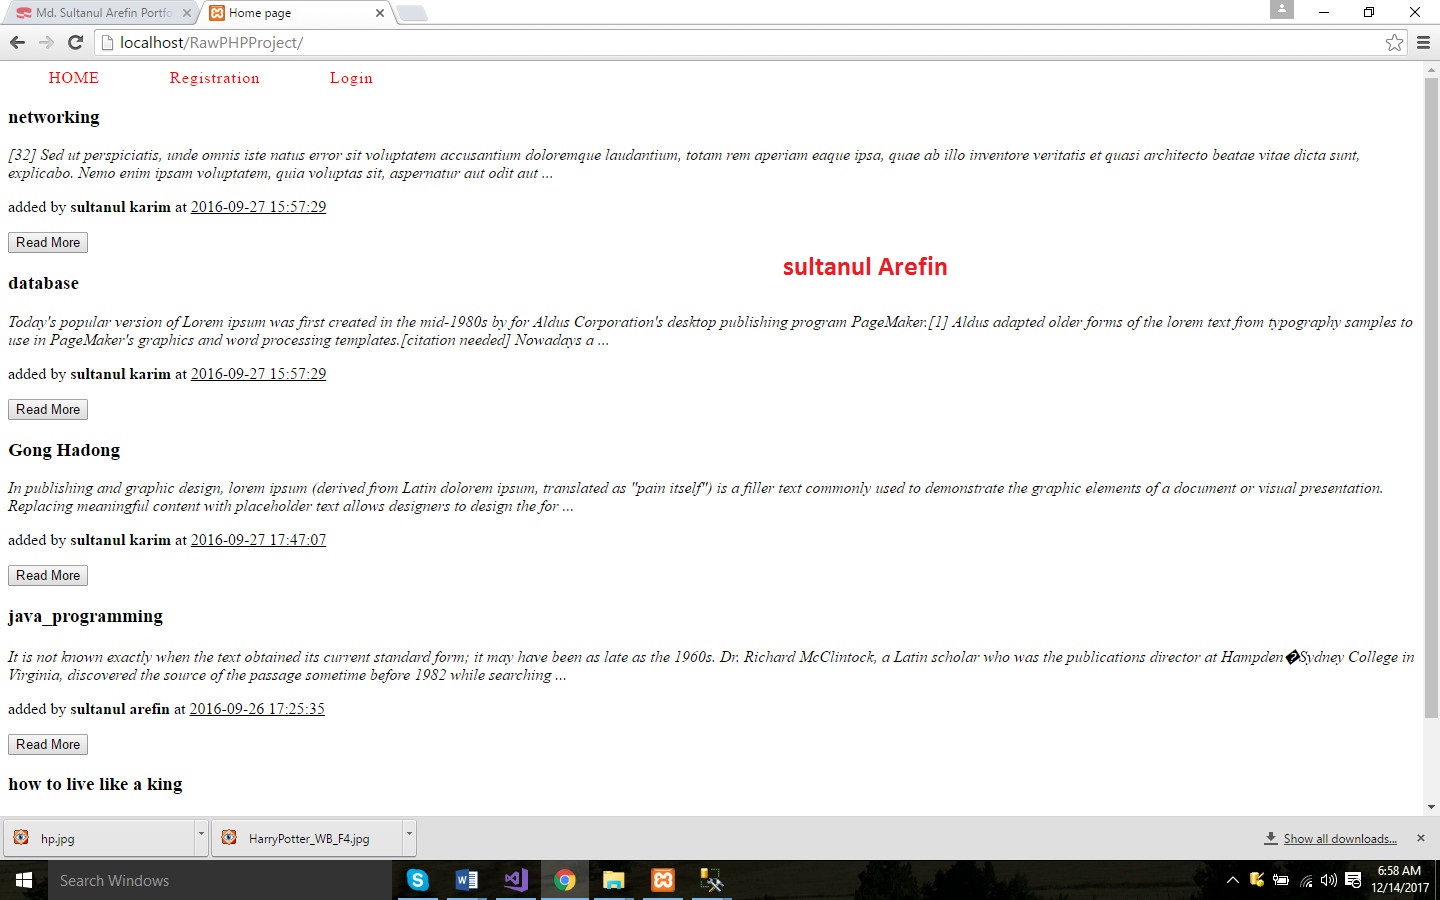 Md. Sultanul Arefin Portfo
Home page
localhost/RawPHPProject/
HOME Registration Login
networking
[32] Sed ut perspiciatis, unde omnis iste natus error sit voluptatem accusantium doloremque laudantium, totam rem aperiam eaque ipsa, quae ab illo inventore veritatis et quasi architecto beatae vitae dicta sunt,
explicabo. Nemo enim ipsam voluptatem, quia voluptas sit, aspernatur aut odit aut ...
added by sultanul karim at 2016-09-27 15:57:29
Read More
sultanul Arefin
database
Today's popular version of Lorem ipsum was first created in the mid-1980s by for Aldus Corporation's desktop publishing program PageMaker.[1] Aldus adapted older forms of the lorem text from typography samples to
use in PageMaker's graphics and word processing templates.[citation needed] Nowadays a ...
added by sultanul karim at 2016-09-27 15:57:29
Read More
Gong Hadong
In publishing and graphic design, lorem ipsum (derived from Latin dolorem ipsum, translated as "pain itself") is a filler text commonly used to demonstrate the graphic elements of a document or visual presentation.
Replacing meaningful content with placeholder text allows designers to design the for ...
added by sultanul karim at 2016-09-27 17:47:07
Read More
java_programming
It is not known exactly when the text obtained its current standard form; it may have been as late as the 1960s. Dr. Richard McClintock, a Latin scholar who was the publications director at Hampden�Sydney College in
Virginia, discovered the source of the passage sometime before 1982 while searching ...
added by sultanul arefin at 2016-09-26 17:25:35
Read More
how to live like a king
hp.jpg
HarryPotter_WB_F4.jpg
Show all downloads...
Search Windows
6:58 AM
12/14/2017